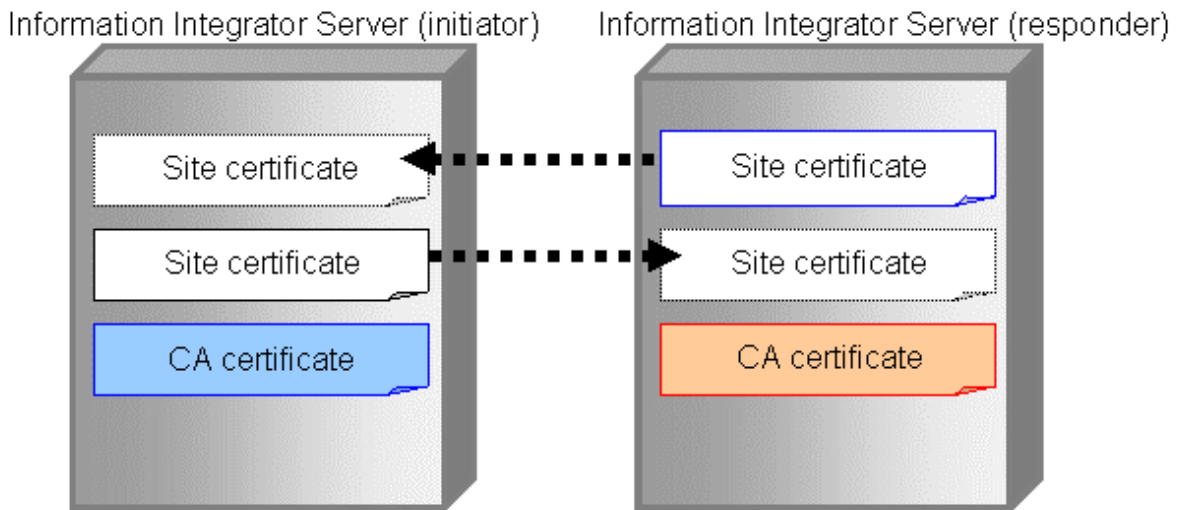 Information Integrator Server (initiator)
Information Integrator Server (responder)
Site certificate
Site certificate
Site certificate
Site certificate
CA certificate
CA certificate